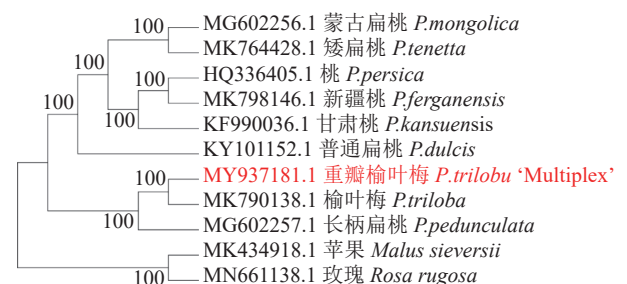 100 MG602256.1 蒙古扁桃 P.mongolica
MK764428.1 矮扁桃 P.tenetta
100 HQ336405.1 桃 P.persica
100 MK798146.1 新疆桃 P.ferganensis
100 KF990036.1 甘肃桃 P.kansuensis
KY101152.1 普通扁桃 P.dulcis
100 MY937181.1 重瓣榆叶梅 P.trilobu ‘Multiplex’
MK790138.1 榆叶梅 P.triloba
100 MG602257.1 长柄扁桃 P.pedunculata
MK434918.1 苹果 Malus sieversii
100 MN661138.1 玫瑰 Rosa rugosa